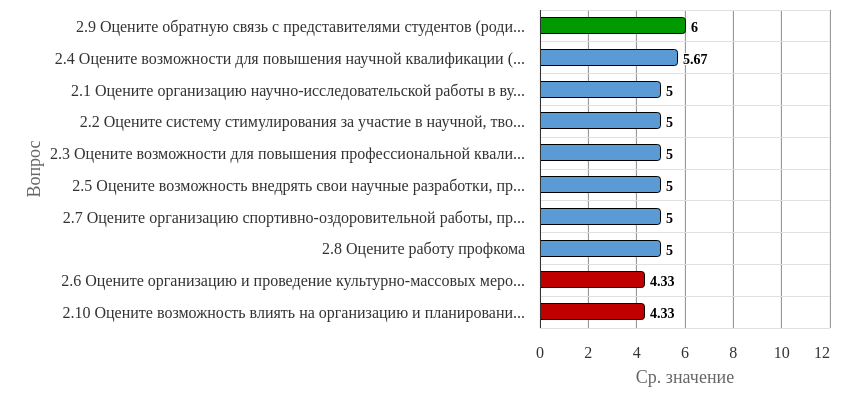 2.9 Оцените обратную связь с представителями студентов (роди... 6
2.4 Оцените возможности для повышения научной квалификации (... 5.67
2.1 Оцените организацию научно-исследовательской работы в ву... 5
2.2 Оцените систему стимулирования за участие в научной, тво... 5
2.3 Оцените возможности для повышения профессиональной квали... 5
2.5 Оцените возможность внедрять свои научные разработки, пр... 5
2.7 Оцените организацию спортивно-оздоровительной работы, пр... 5
2.8 Оцените работу профкома 5
2.6 Оцените организацию и проведение культурно-массовых меро... 4.33
2.10 Оцените возможность влиять на организацию и планировани... 4.33
Вопрос
0 2 4 6 8 10 12
Ср. значение